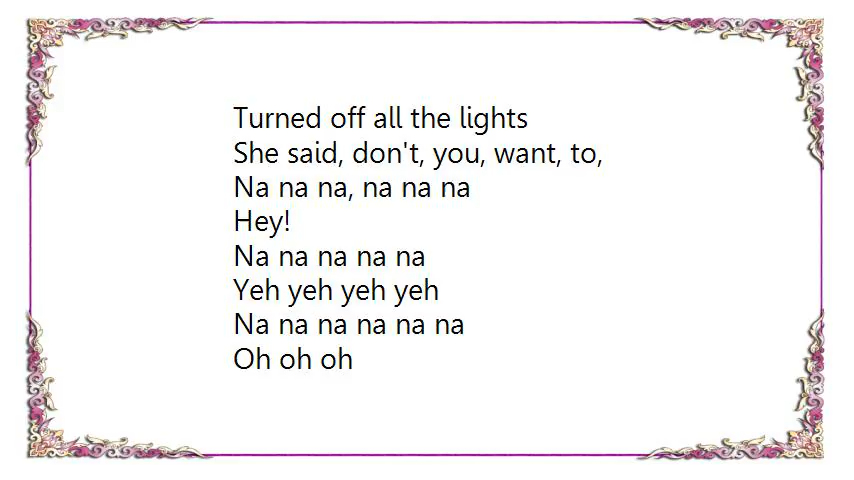 Turned off all the lights
She said, don't, you, want, to,
Na na na, na na na
Hey!
Na na na na na
Yeh yeh yeh yeh
Na na na na na na
Oh oh oh